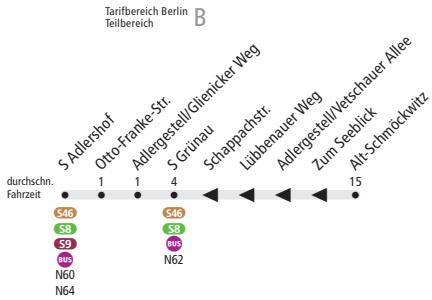 Tarifbereich Berlin B
Teilbereich
S Adlershof
Otto-Franke-Str.
Adlergestell/Glienicker Weg
S Grünau
Schappachstr.
Lübbenauer Weg
Adlergestell/Vetschauer Allee
Zum Seeblick
Alt-Schmöckwitz
durchschn. 1 1 4 15
Fahrzeit
S46 S46
S8 S8
S9 BUS
BUS N62
N60
N64